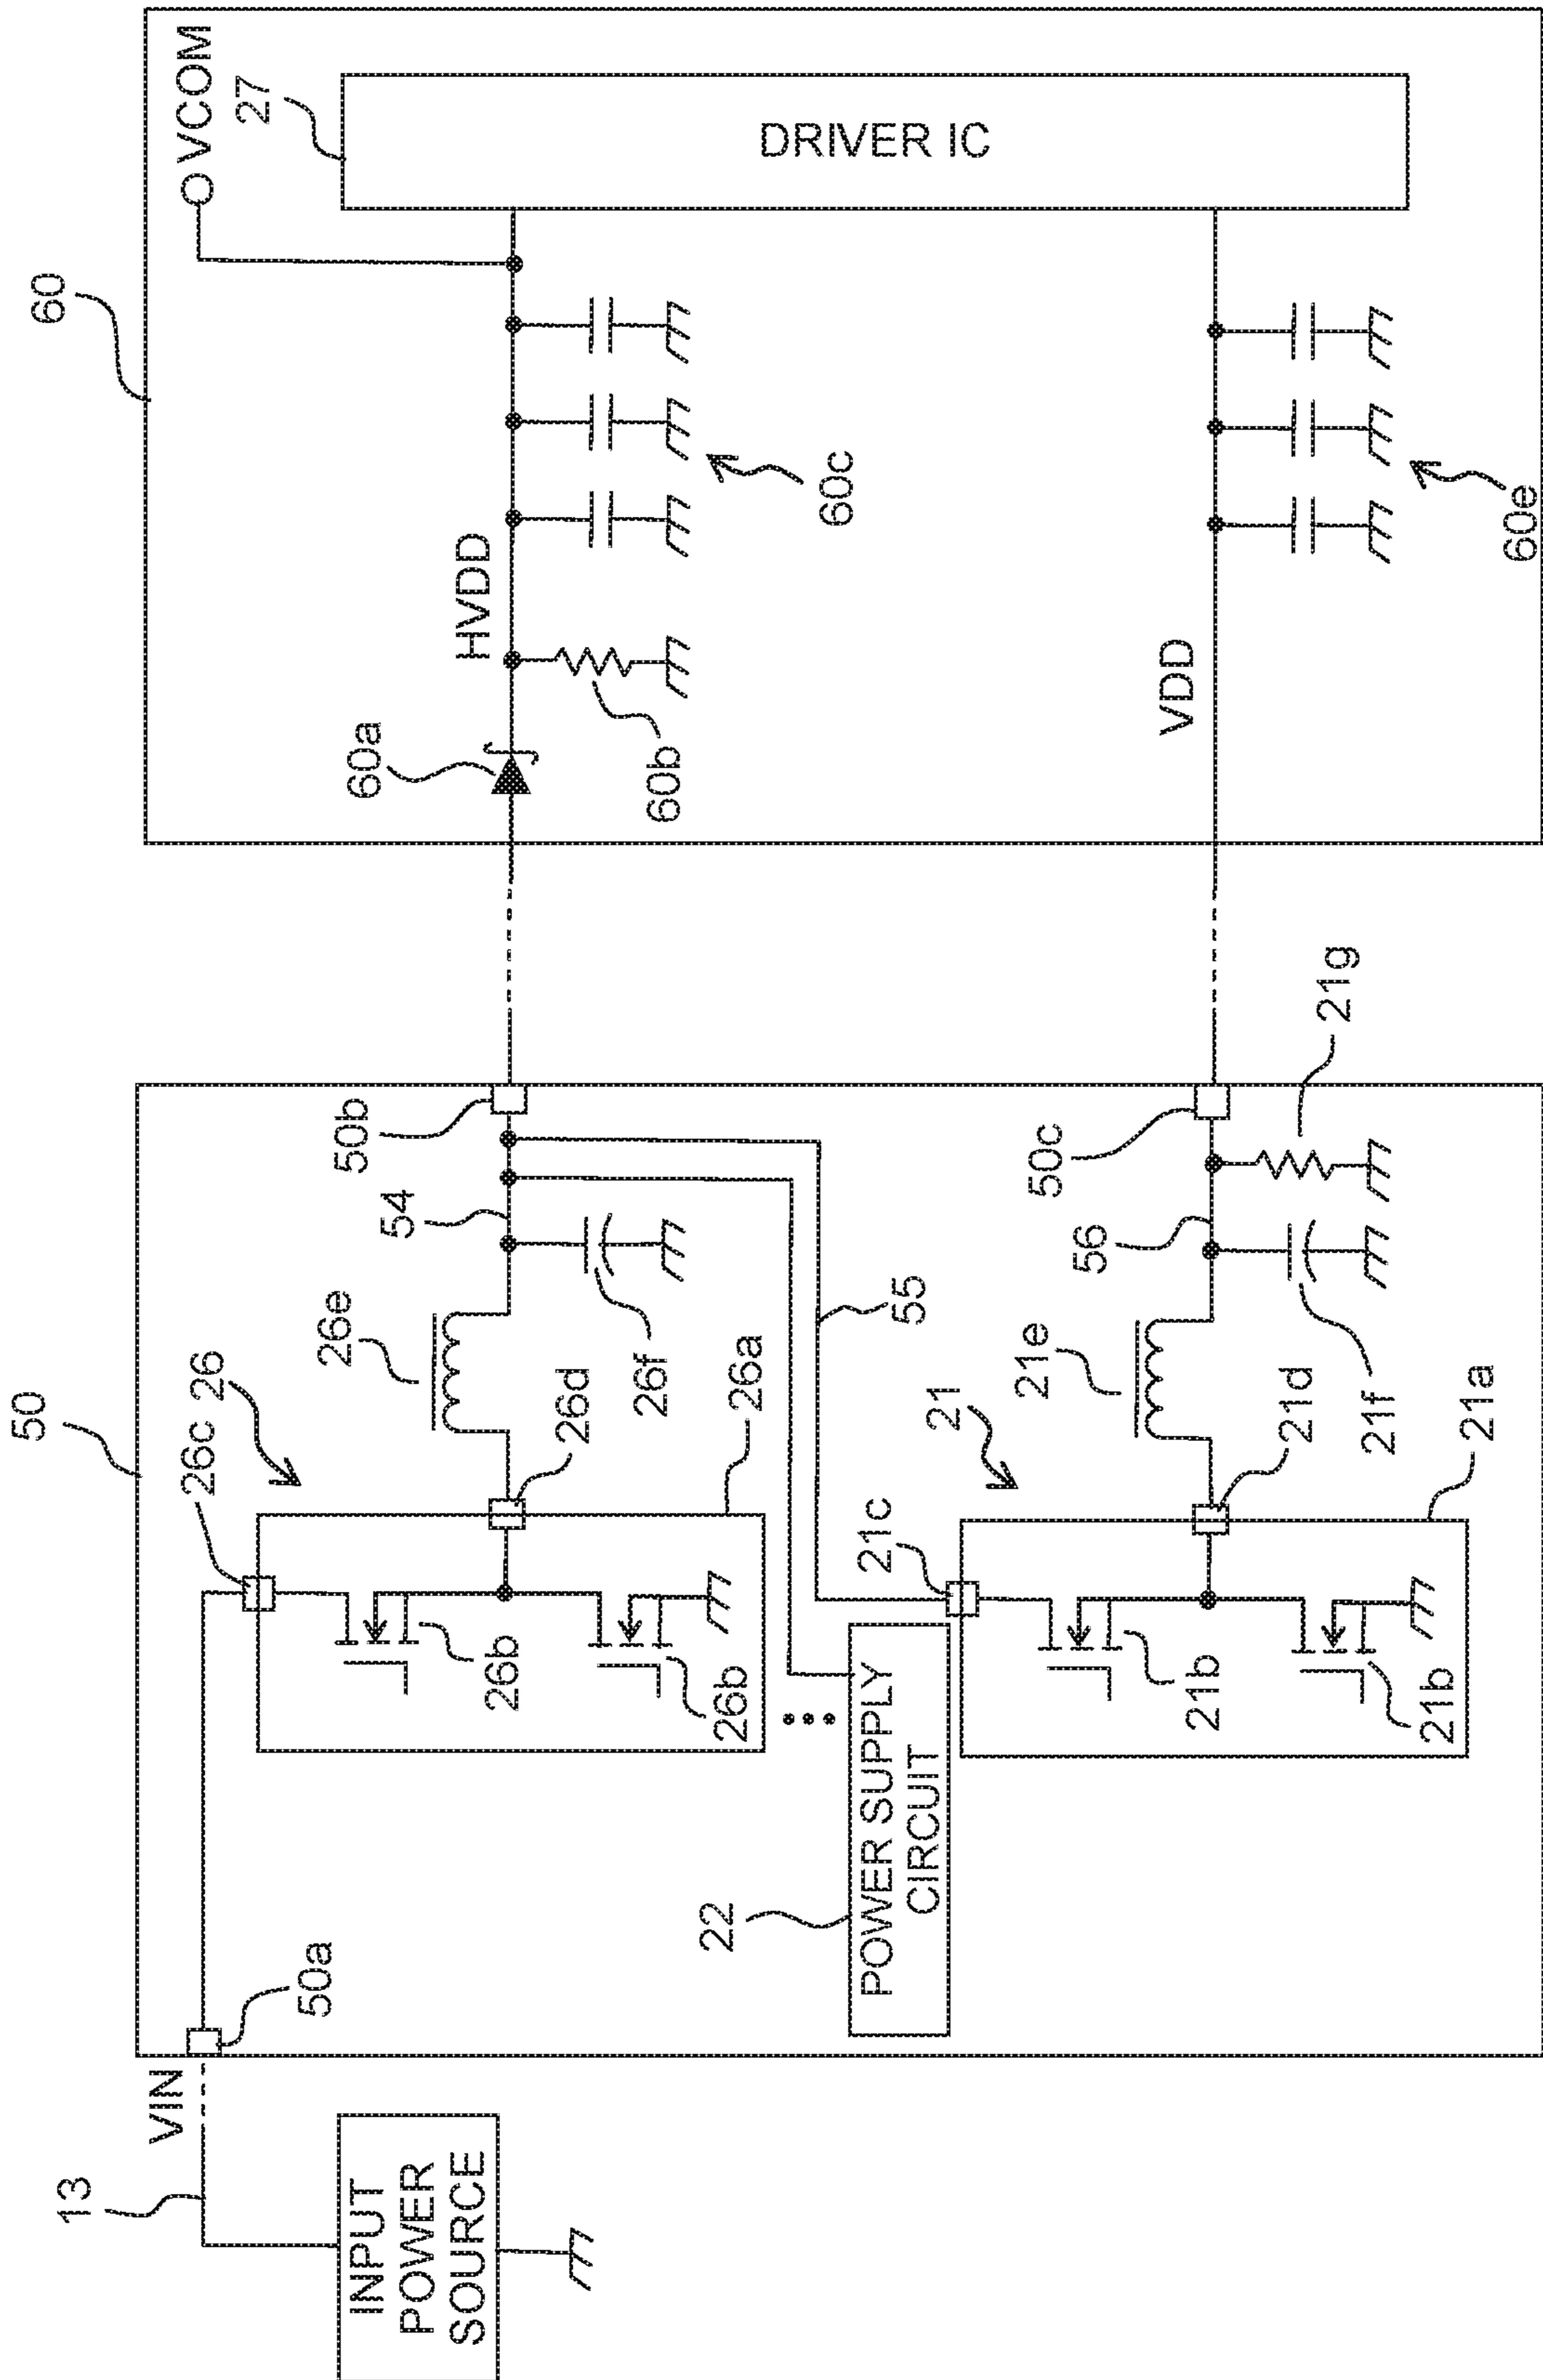 60
VCOM
27
DRIVER IC
HVDD
60a
60b
60c
VDD
60e
50
26c
26
26e
54
50b
26f
26d
26a
26b
26b
55
22
POWER SUPPLY
CIRCUIT
21c
21
21e
56
50c
21g
21f
21d
21a
21b
21b
50a
VIN
13
INPUT
POWER
SOURCE